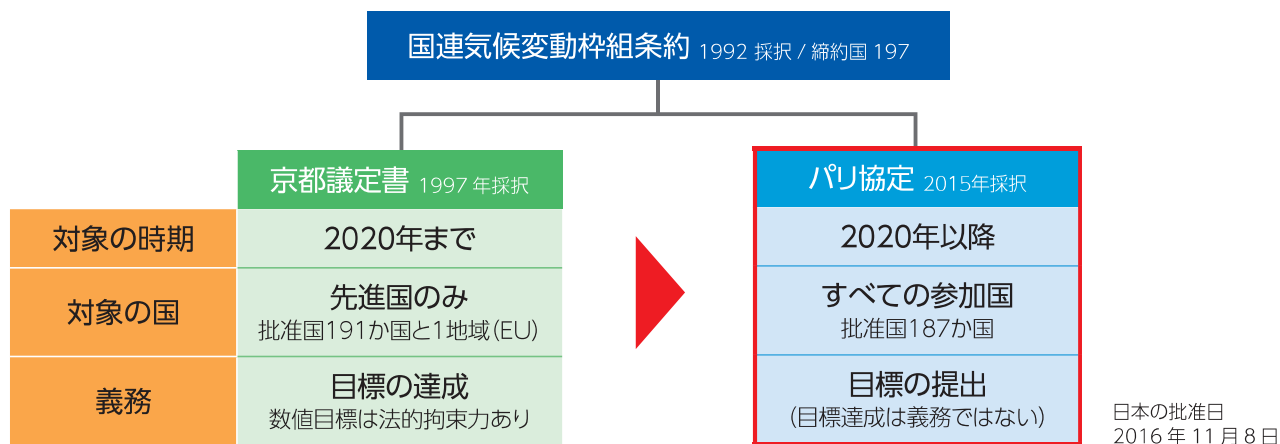 国連気候変動枠組条約 1992 採択 / 締約国 197
京都議定書 1997 年採択
パリ協定 2015年採択
対象の時期
2020年まで
2020年以降
対象の国
先進国のみ
批准国191か国と1地域(EU)
すべての参加国
批准国187か国
義務
目標の達成
数値目標は法的拘束力あり
目標の提出
(目標達成は義務ではない)
日本の批准日
2016 年 11 月 8 日